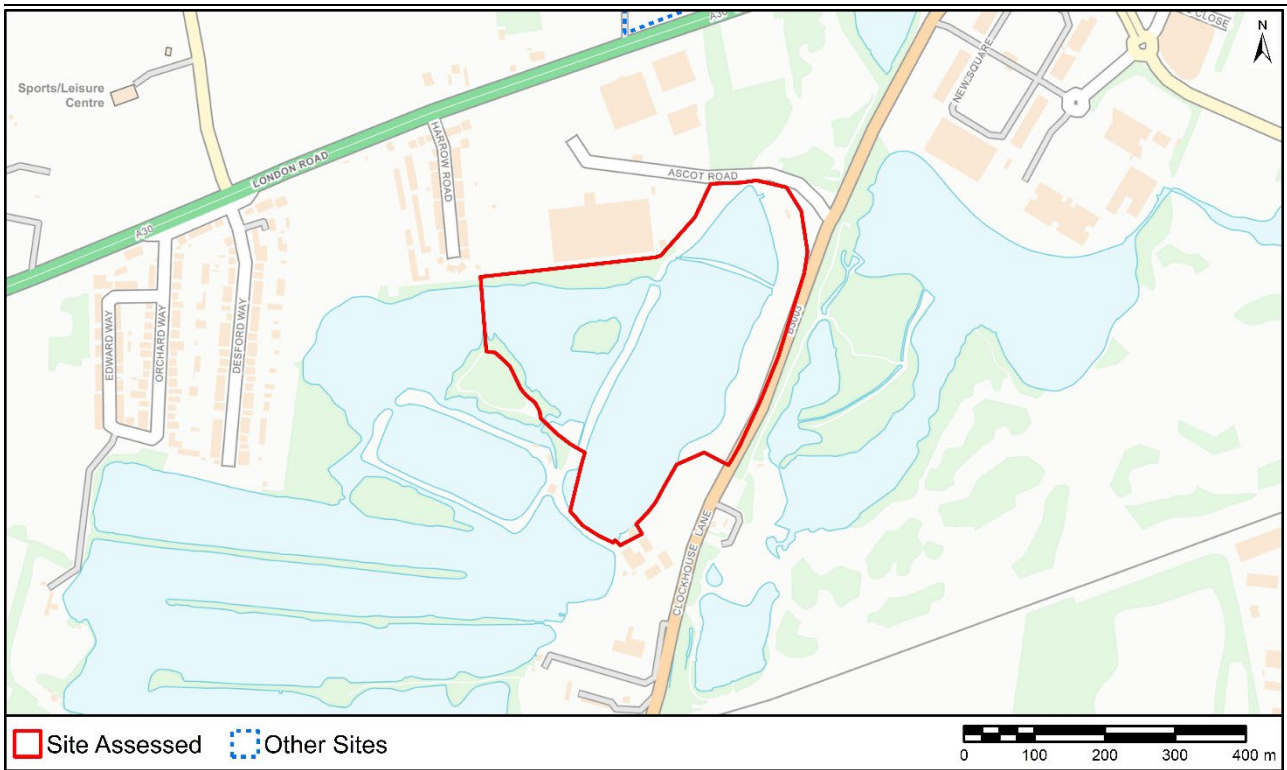 A30
CLOSE
N
NEW SQUARE
Sports/Leisure
Centre
HARROW ROAD
LONDON ROAD
ASCOT ROAD
A30
EDWARD WAY
ORCHARD WAY
DESFORD WAY
B3003
CLOCKHOUSE LANE
Site Assessed
Other Sites
0 100 200 300 400 m